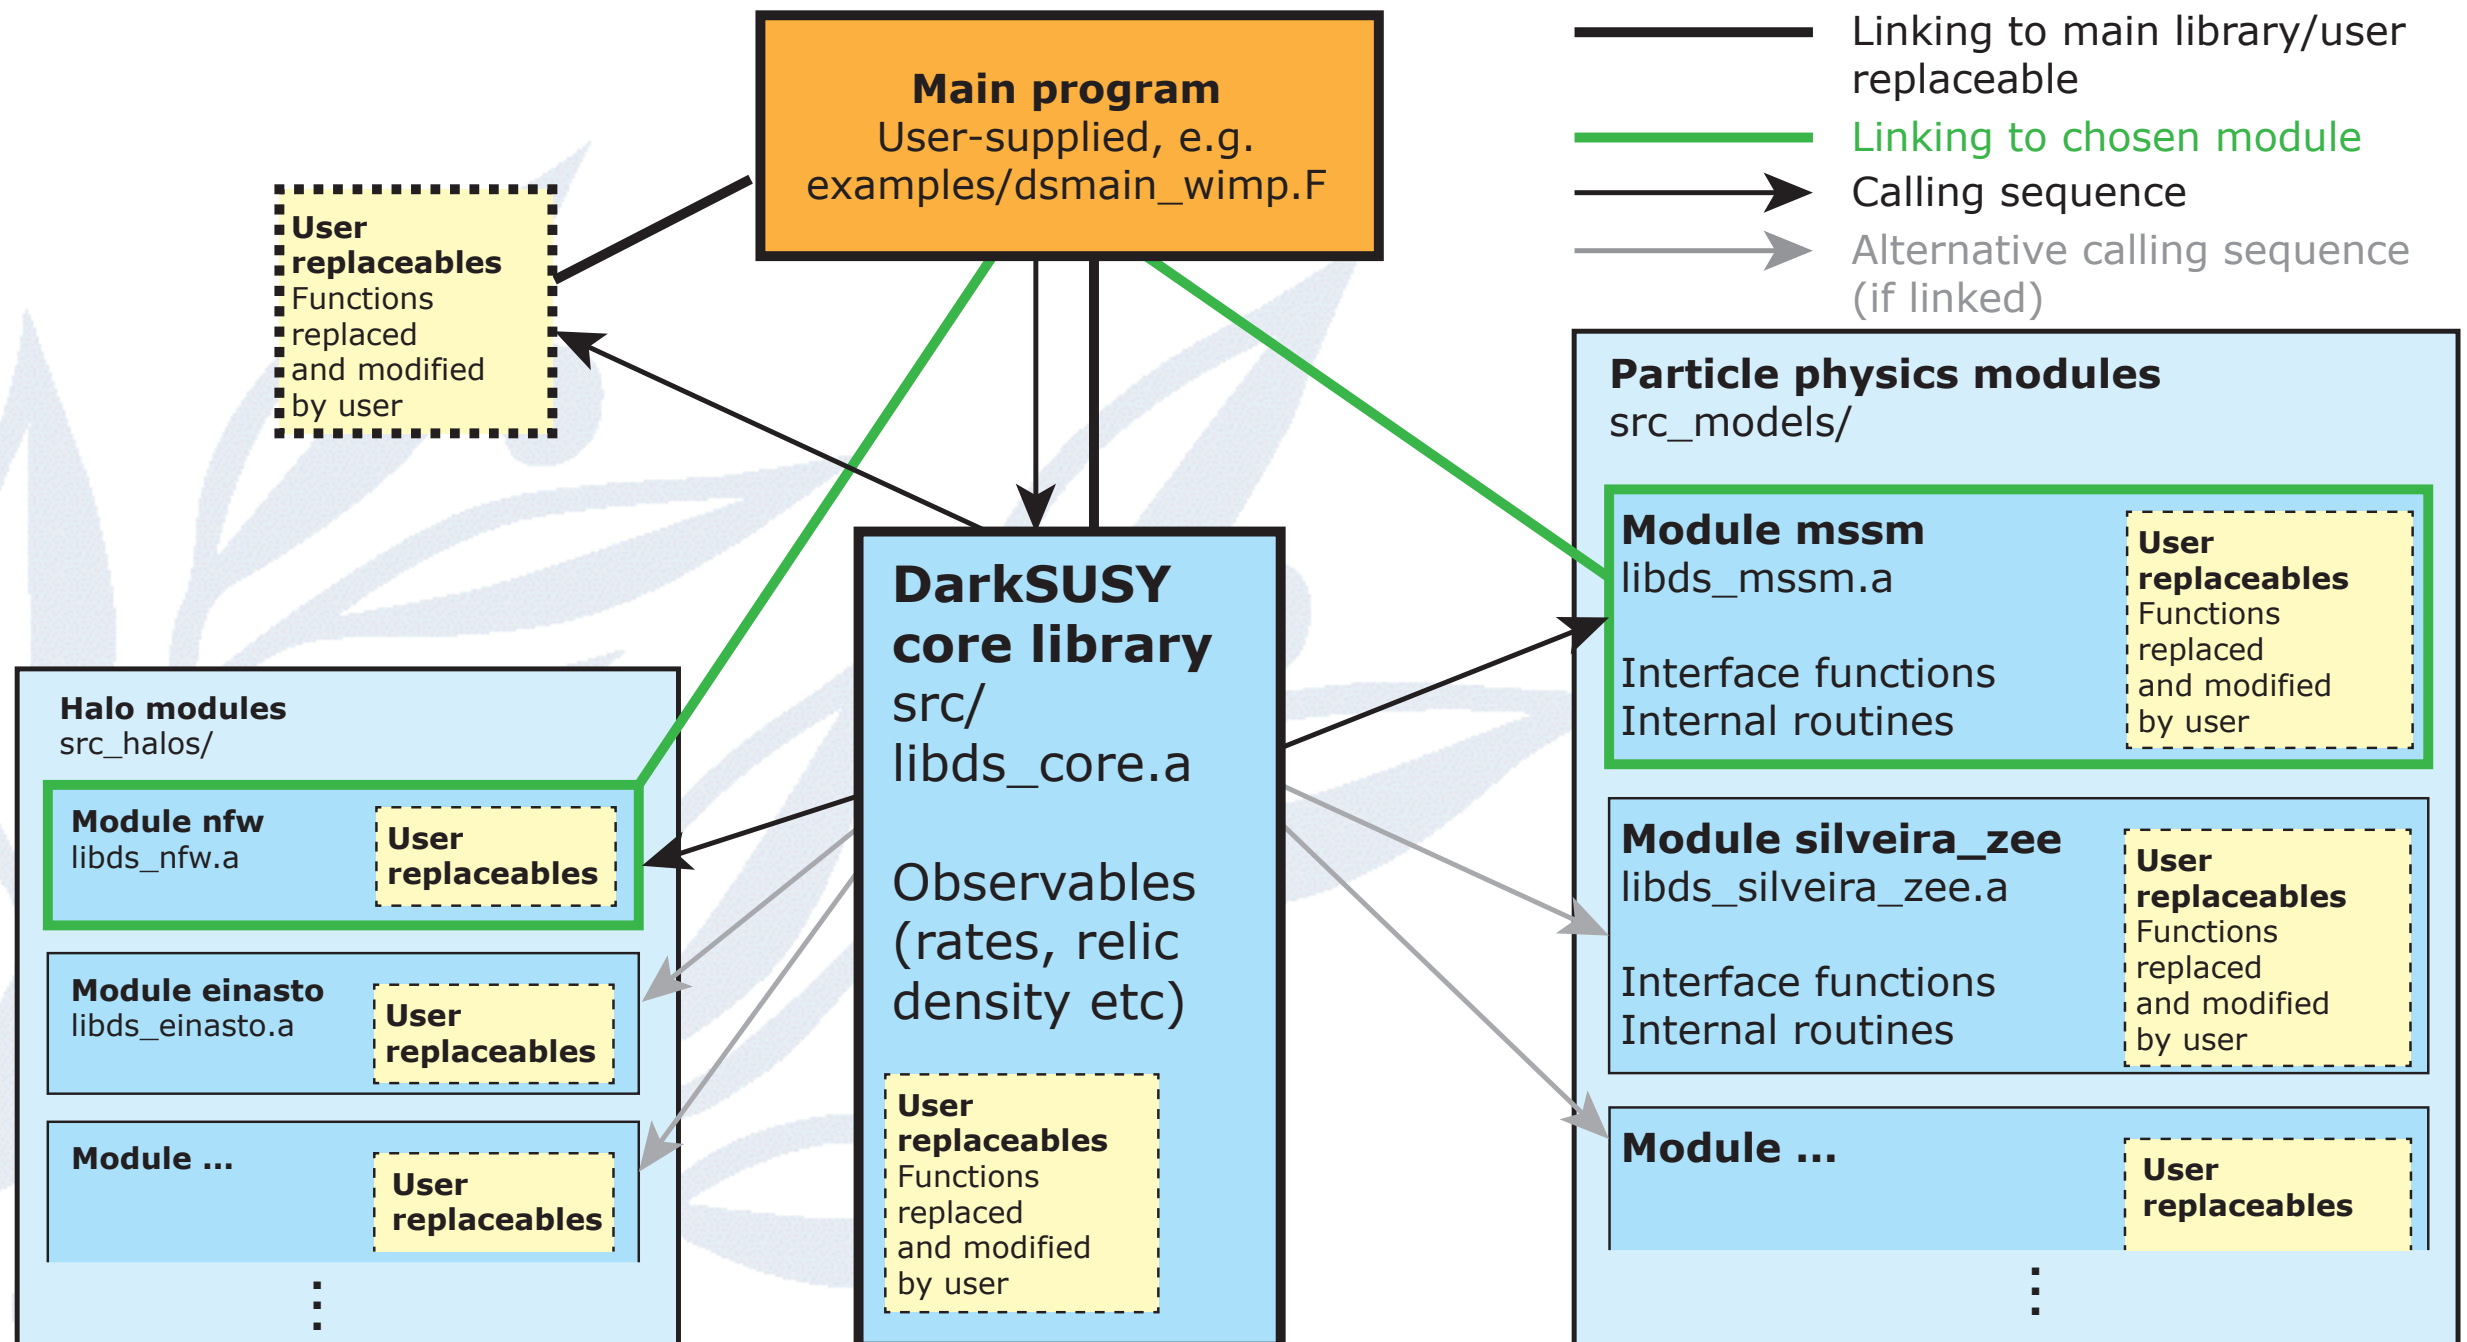 Main program
User-supplied, e.g.
examples/dsmain_wimp.F
Linking to main library/user
replaceable
Linking to chosen module
Calling sequence
Alternative calling sequence
(if linked)
User
replaceables
Functions
replaced
and modified
by user
Halo modules
src_halos/
Module nfw
libds_nfw.a
User
replaceables
Module einasto
libds_einasto.a
User
replaceables
Module ...
User
replaceables
DarkSUSY
core library
src/
libds_core.a
Observables
(rates, relic
density etc)
User
replaceables
Functions
replaced
and modified
by user
Particle physics modules
src_models/
Module mssm
libds_mssm.a
Interface functions
Internal routines
User
replaceables
Functions
replaced
and modified
by user
Module silveira_zee
libds_silveira_zee.a
Interface functions
Internal routines
User
replaceables
Functions
replaced
and modified
by user
Module ...
User
replaceables